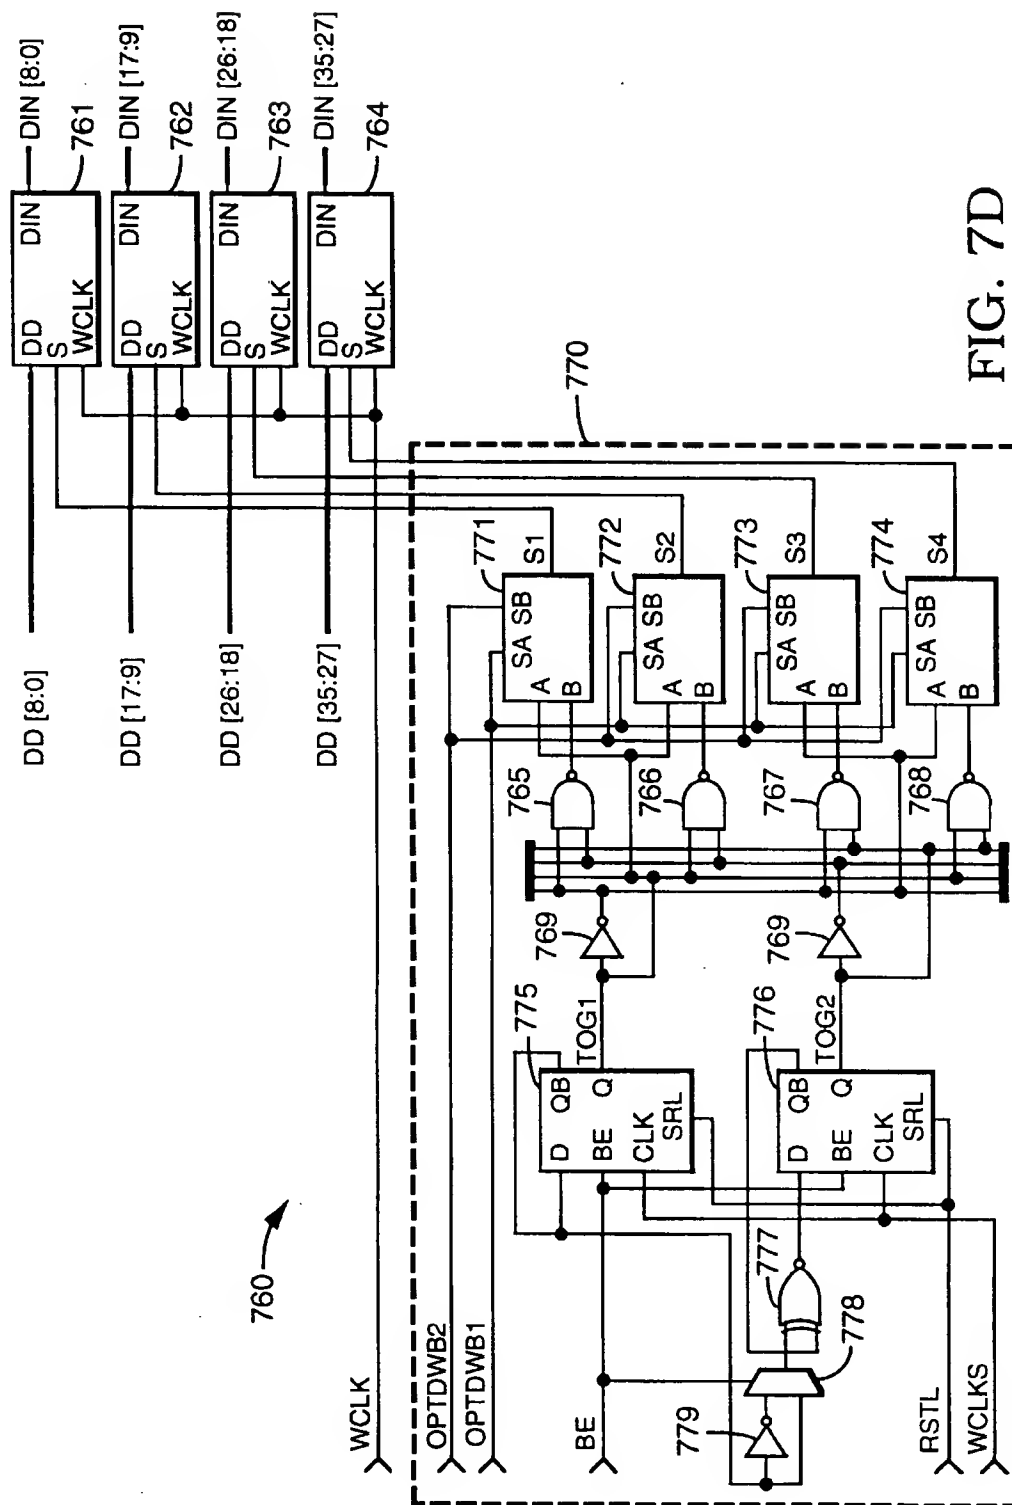 DD [8:0]
DD [17:9]
DD [26:18]
DD [35:27]
DD
DIN
S
WCLK
DIN [8:0]
761
DD
DIN
S
WCLK
DIN [17:9]
762
DD
DIN
S
WCLK
DIN [26:18]
763
DD
DIN
S
WCLK
DIN [35:27]
764
760
770
WCLK
OPTDWB2
OPTDWB1
BE
RSTL
WCLKS
779
778
777
775
D
QB
BE
Q
CLK
SRL
TOG1
776
D
QB
BE
Q
CLK
SRL
TOG2
769
769
765
766
767
768
771
SA
SB
A
B
S1
772
SA
SB
A
B
S2
773
SA
SB
A
B
S3
774
SA
SB
A
B
S4
FIG. 7D